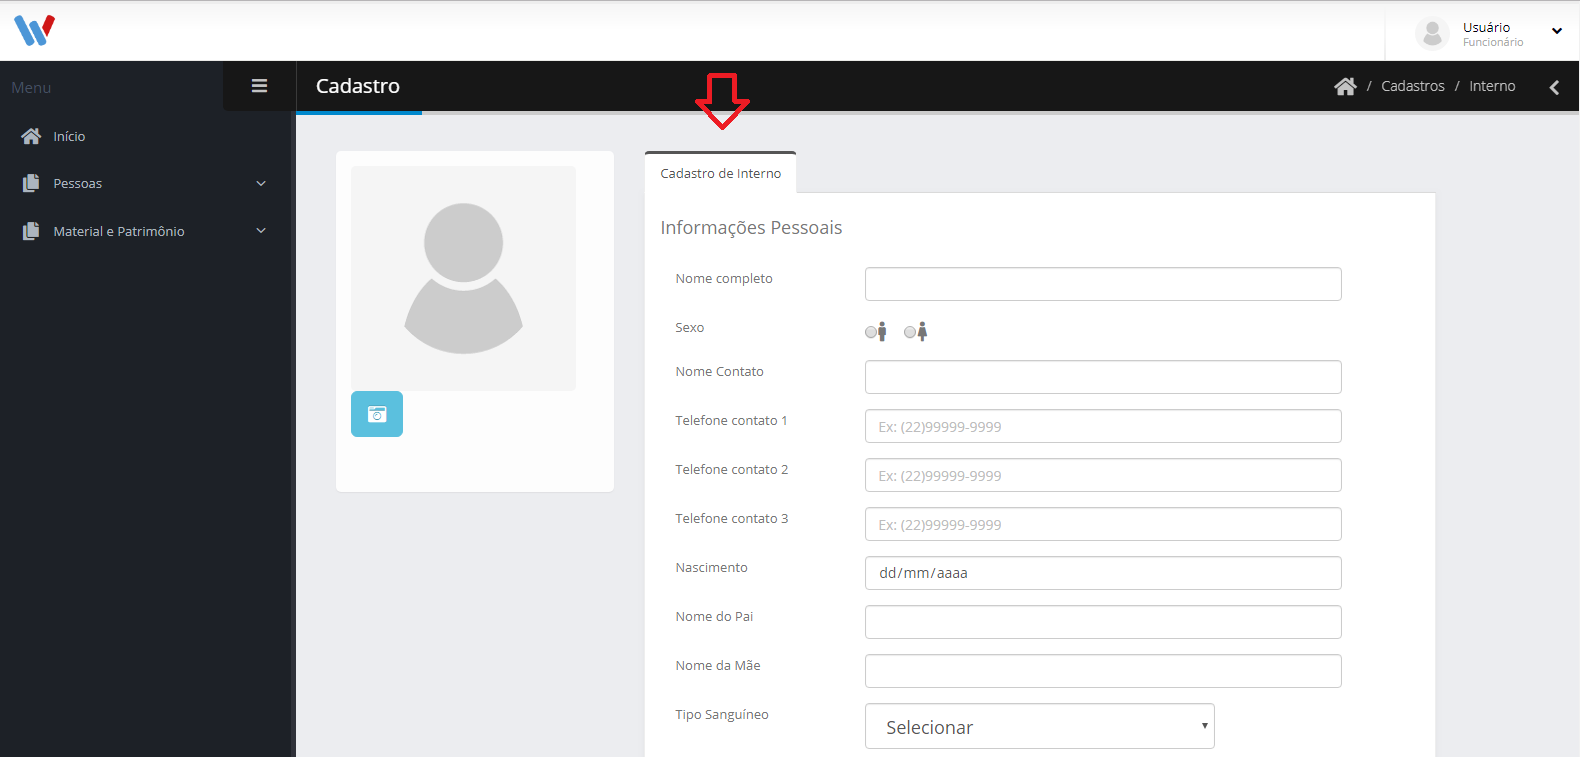 Usuário
Funcionário
Menu
Cadastro
/ Cadastros / Interno
Início
Pessoas
Material e Patrimônio
Cadastro de Interno
Informações Pessoais
Nome completo
Sexo
Nome Contato
Telefone contato 1
Ex: (22)99999-9999
Telefone contato 2
Ex: (22)99999-9999
Telefone contato 3
Ex: (22)99999-9999
Nascimento
dd/mm/aaaa
Nome do Pai
Nome da Mãe
Tipo Sanguíneo
Selecionar